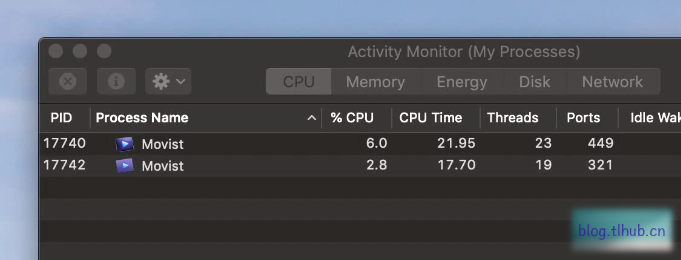 Activity Monitor (My Processes)
CPU Memory Energy Disk Network
PID Process Name % CPU CPU Time Threads Ports Idle Wak
17740 Movist 6.0 21.95 23 449
17742 Movist 2.8 17.70 19 321
blog.tlhub.cn